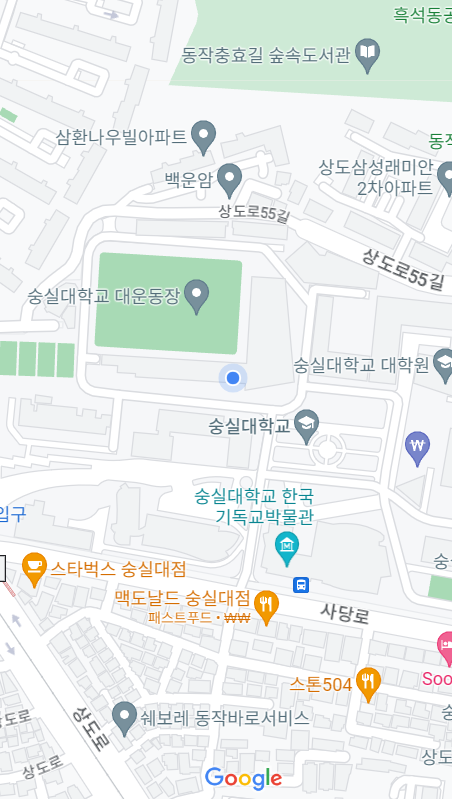 흑석동공
동작충효길 숲속도서관
삼환나우빌아파트
동작
상도삼성래미안
2차아파트
백운암
상도로55길
상도로55길
숭실대학교 대운동장
숭실대학교 대학원
숭실대학교
₩
숭실대학교 한국
기독교박물관
입구
숭
스타벅스 숭실대점
맥도날드 숭실대점
패스트푸드 • ₩₩
사당로
Soo
스톤504
숭
상도로
쉐보레 동작바로서비스
상도로
상도
상도로
Google